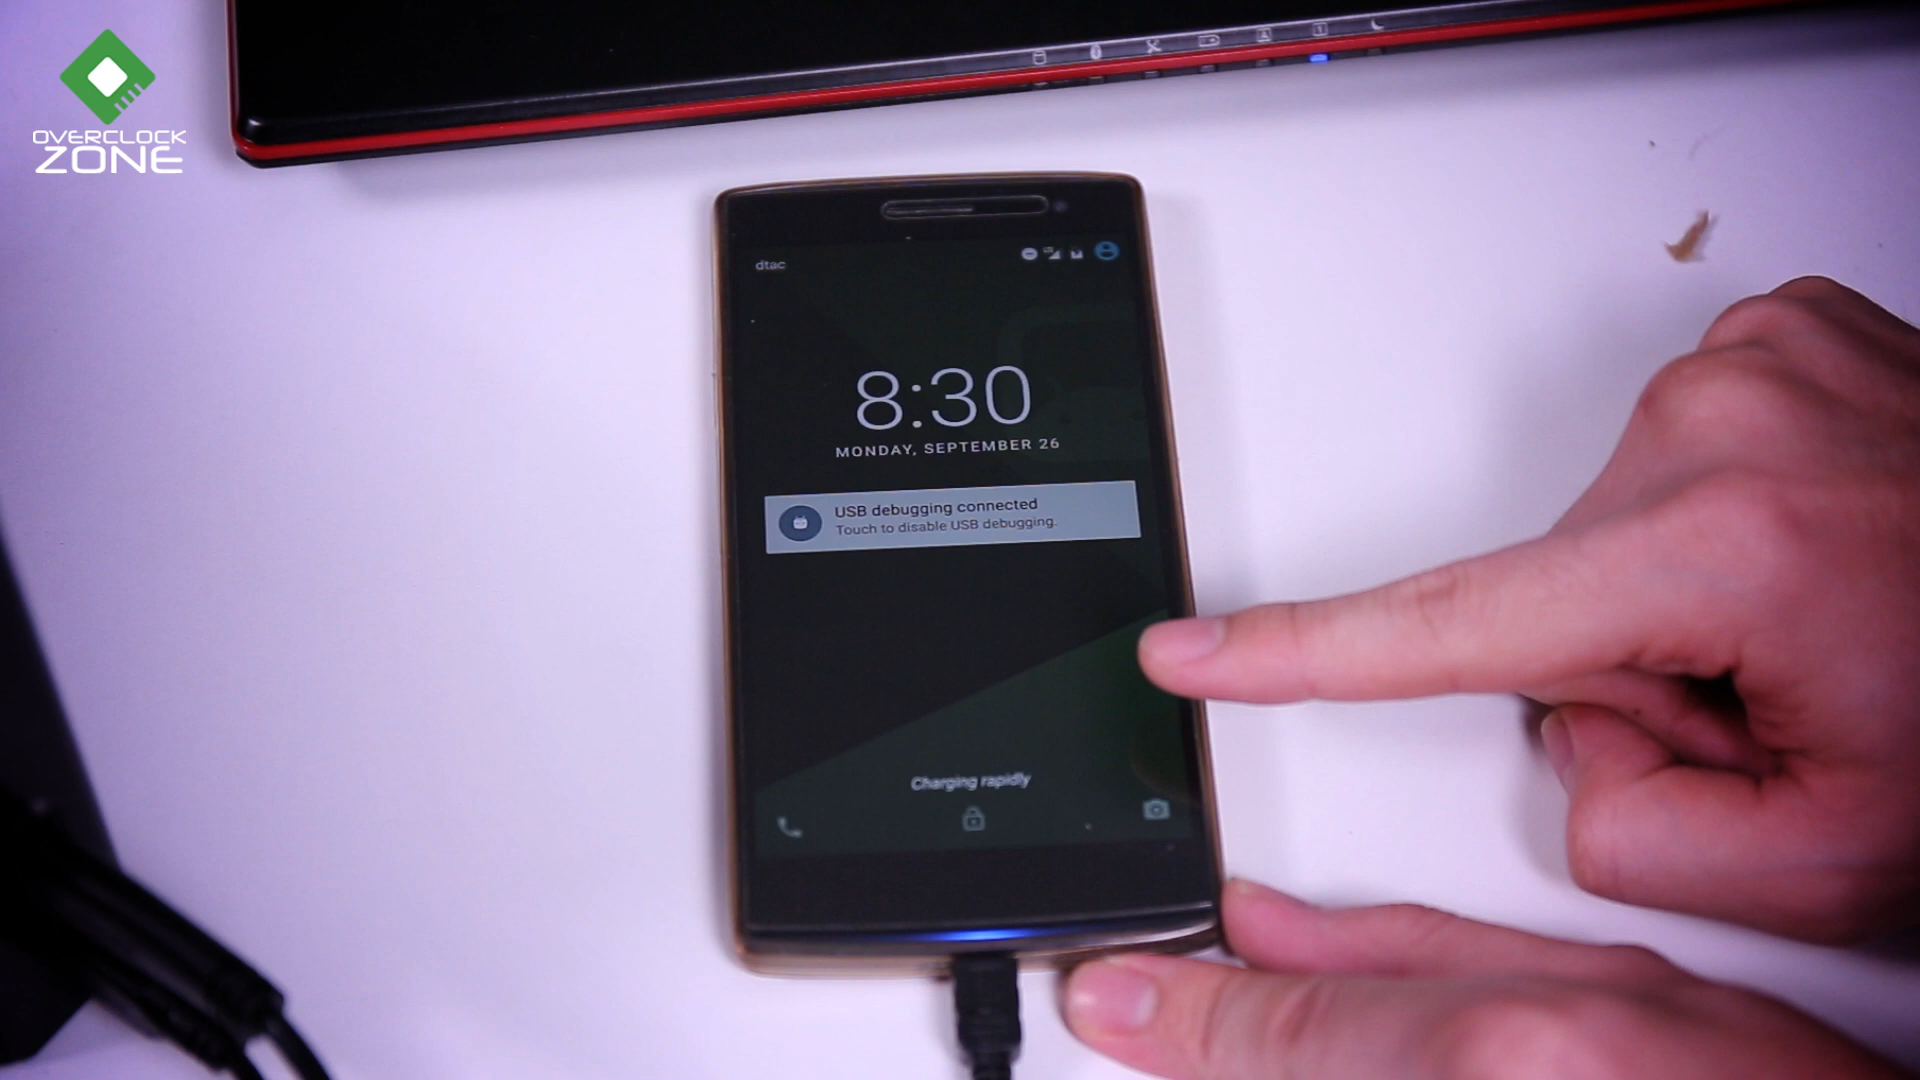 OVERCLOCK
ZONE
dtac
8:30
MONDAY, SEPTEMBER 26
USB debugging connected
Touch to disable USB debugging.
Charging rapidly